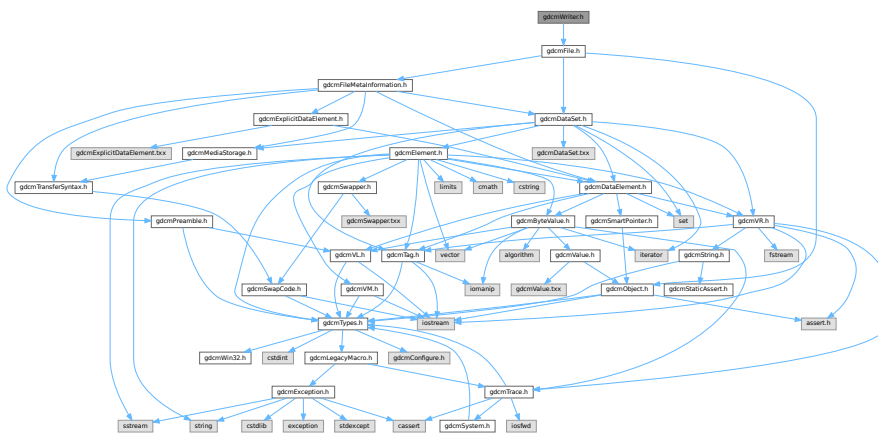 gdcmWriter.h
gdcmFile.h
gdcmFileMetaInformation.h
gdcmExplicitDataElement.h
gdcmDataSet.h
gdcmExplicitDataElement.txx
gdcmMediaStorage.h
gdcmElement.h
gdcmDataSet.txx
gdcmTransferSyntax.h
gdcmSwapper.h
limits
cmath
cstring
gdcmDataElement.h
gdcmPreamble.h
gdcmSwapper.txx
gdcmByteValue.h
gdcmSmartPointer.h
set
gdcmVR.h
gdcmVL.h
gdcmTag.h
vector
algorithm
gdcmValue.h
iterator
gdcmString.h
fstream
gdcmSwapCode.h
gdcmVM.h
iomanip
gdcmValue.txx
gdcmObject.h
gdcmStaticAssert.h
gdcmTypes.h
iostream
assert.h
gdcmWin32.h
cstdint
gdcmLegacyMacro.h
gdcmConfigure.h
gdcmException.h
gdcmTrace.h
sstream
string
cstdlib
exception
stdexcept
cassert
gdcmSystem.h
iosfwd